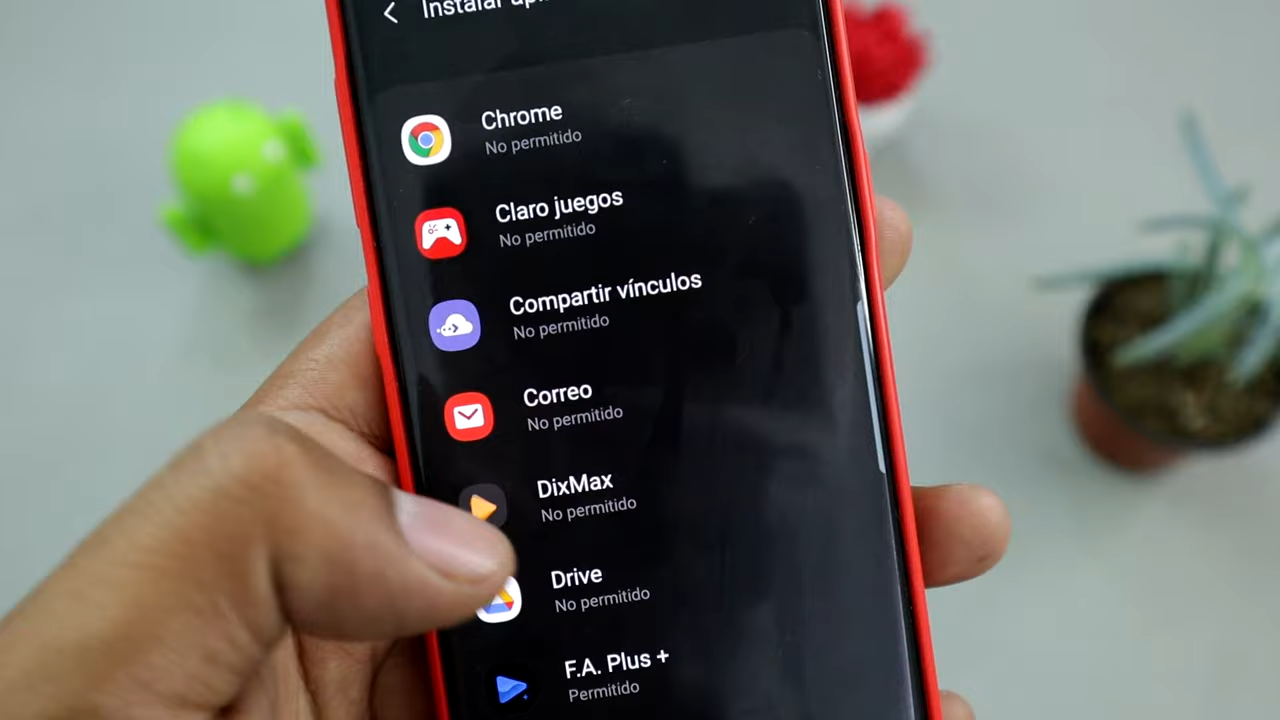 Instalar
Chrome
No permitido
Claro juegos
No permitido
Compartir vínculos
No permitido
Correo
No permitido
DixMax
No permitido
Drive
No permitido
F.A. Plus +
Permitido